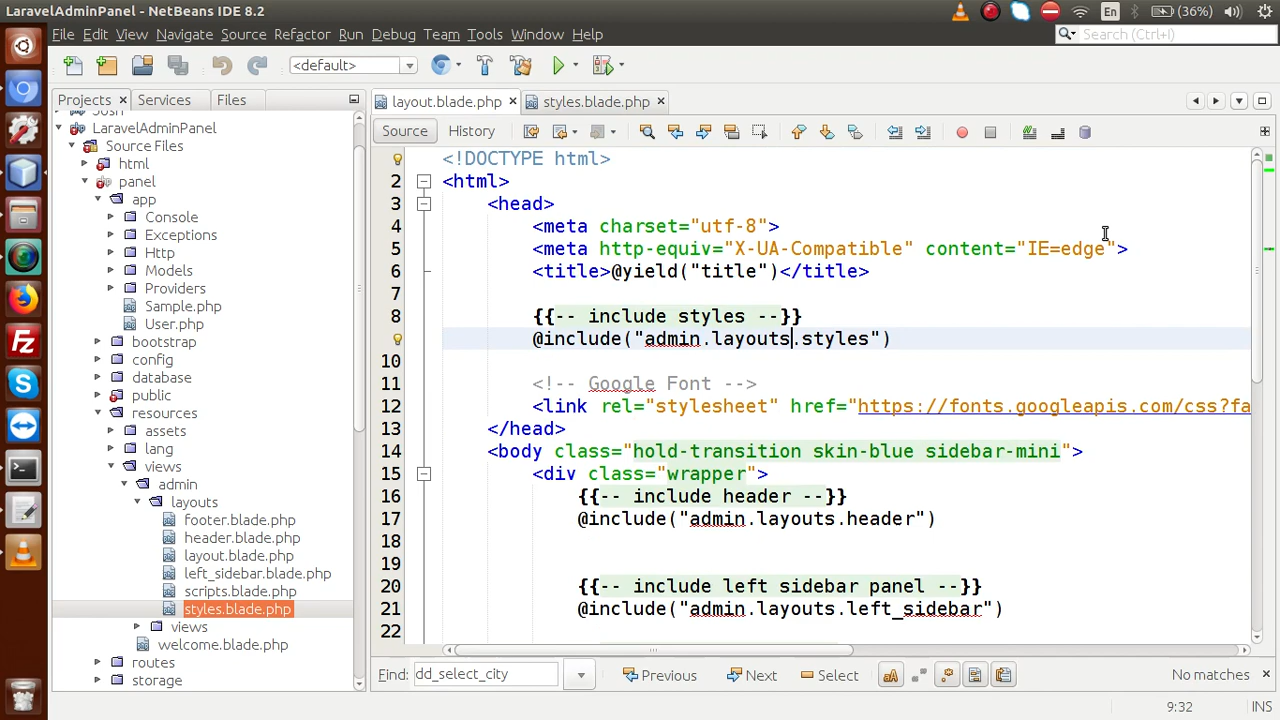 LaravelAdminPanel - NetBeans IDE 8.2
En
(36%)
File Edit View Navigate Source Refactor Run Debug Team Tools Window Help
Search (Ctrl+I)
<default>
Projects Services Files
layout.blade.php styles.blade.php
Source History
LaravelAdminPanel
Source Files
html
panel
app
Console
Exceptions
Http
Models
Providers
Sample.php
User.php
bootstrap
config
database
public
resources
assets
lang
views
admin
layouts
footer.blade.php
header.blade.php
layout.blade.php
left_sidebar.blade.php
scripts.blade.php
styles.blade.php
views
welcome.blade.php
routes
storage
<!DOCTYPE html>
2 <html>
3 <head>
4 <meta charset="utf-8">
5 <meta http-equiv="X-UA-Compatible" content="IE=edge">
6 <title>@yield("title")</title>
7
8 {{-- include styles --}}
@include("admin.layouts.styles")
10
11 <!-- Google Font -->
12 <link rel="stylesheet" href="https://fonts.googleapis.com/css?fa
13 </head>
14 <body class="hold-transition skin-blue sidebar-mini">
15 <div class="wrapper">
16 {{-- include header --}}
17 @include("admin.layouts.header")
18
19
20 {{-- include left sidebar panel --}}
21 @include("admin.layouts.left_sidebar")
22
Find: dd_select_city Previous Next Select No matches
9:32 INS